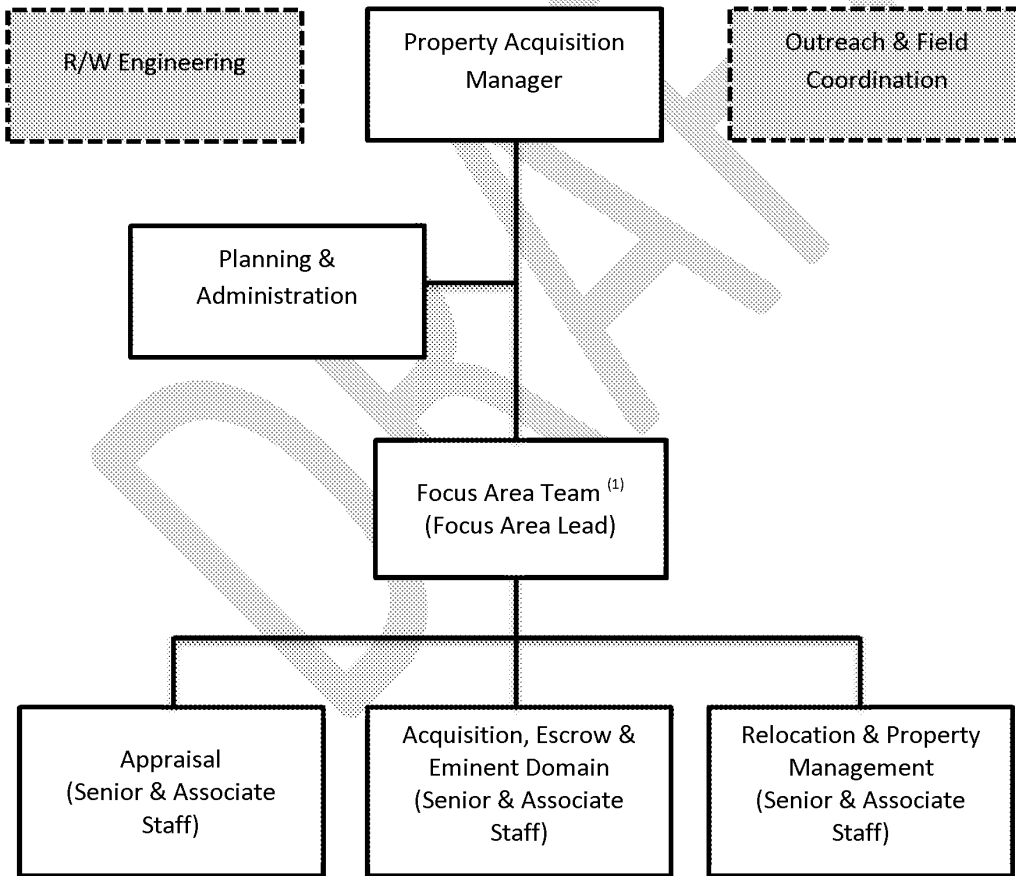 R/W Engineering
Property Acquisition
Manager
Outreach & Field
Coordination
Planning &
Administration
Focus Area Team (1)
(Focus Area Lead)
Appraisal
(Senior & Associate
Staff)
Acquisition, Escrow &
Eminent Domain
(Senior & Associate
Staff)
Relocation & Property
Management
(Senior & Associate
Staff)
DRAFT